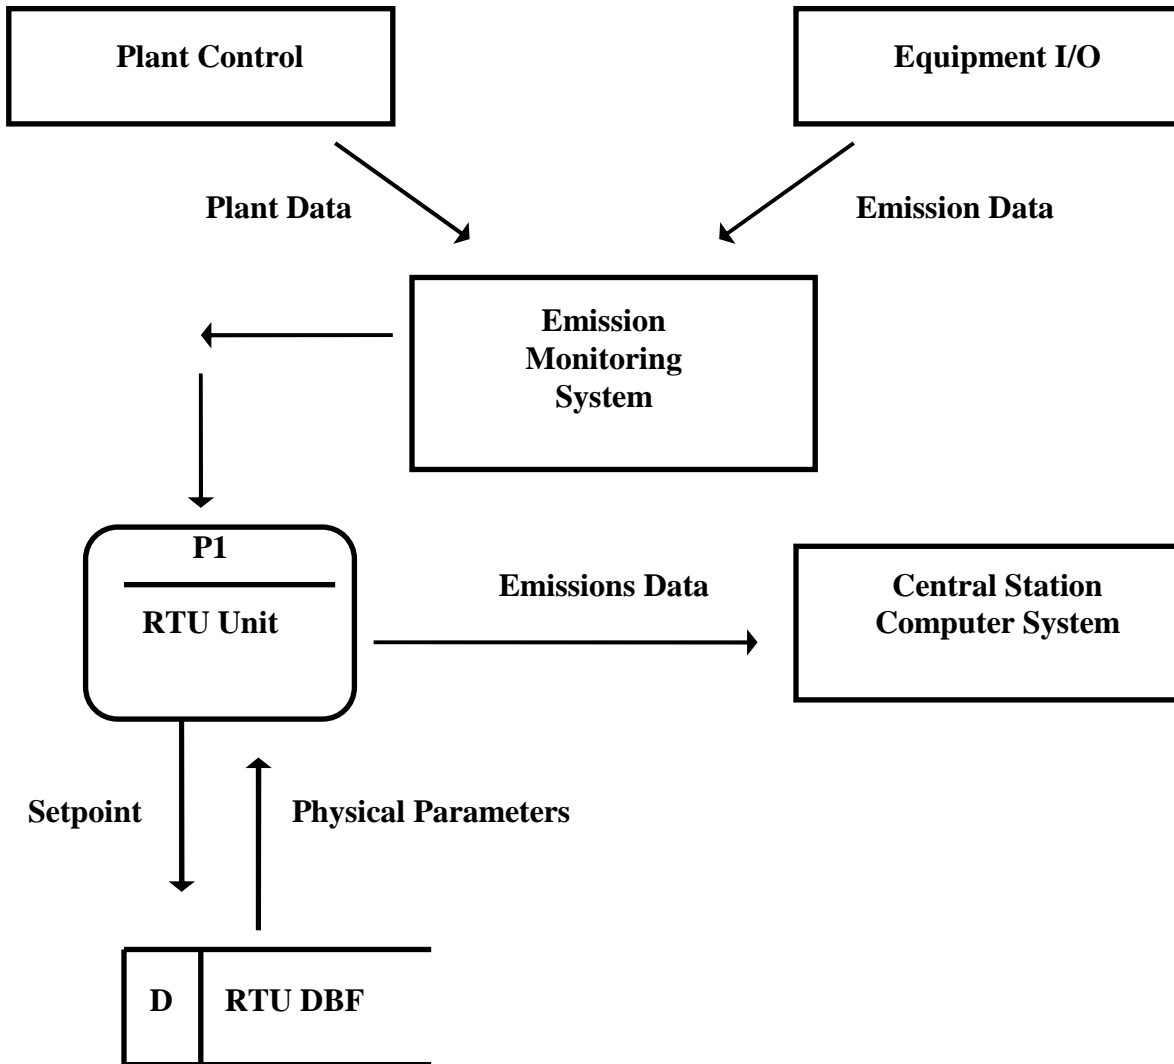 Plant Control
Equipment I/O
Plant Data
Emission Data
Emission
Monitoring
System
P1
RTU Unit
Emissions Data
Central Station
Computer System
Setpoint
Physical Parameters
D
RTU DBF